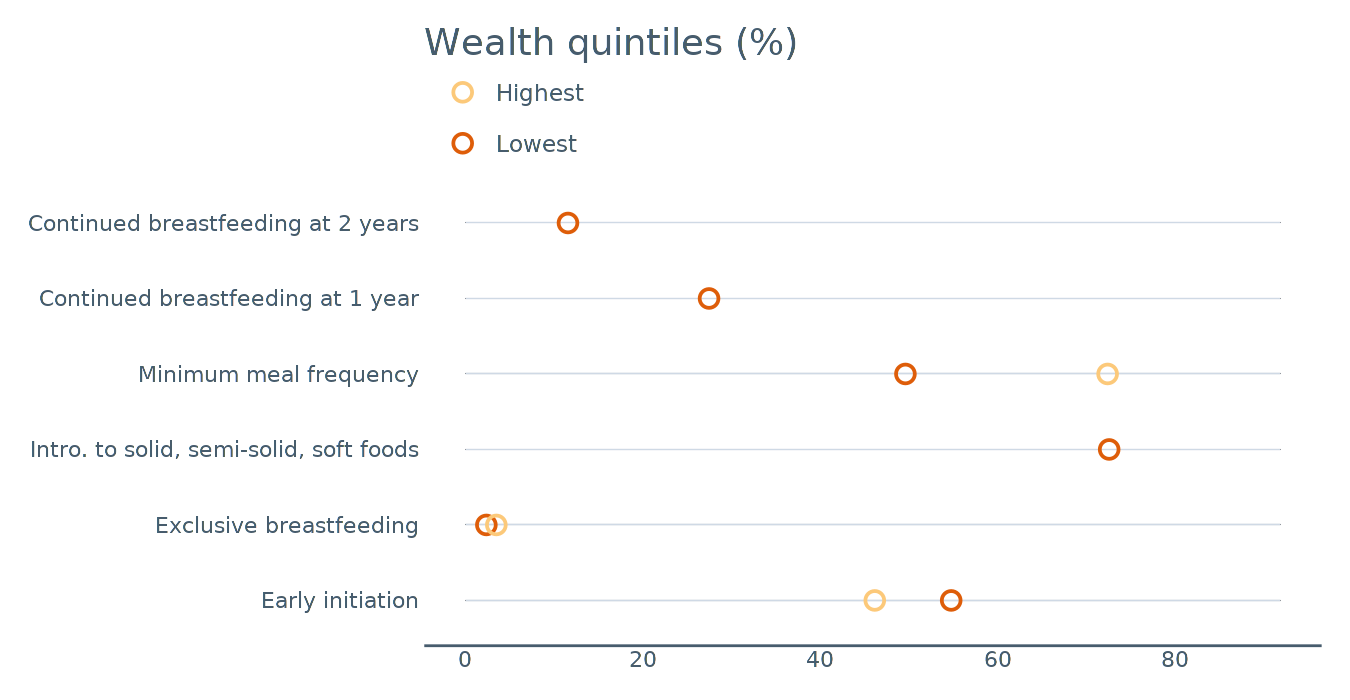 Wealth quintiles (%)
Highest
Lowest
Continued breastfeeding at 2 years
Continued breastfeeding at 1 year
Minimum meal frequency
Intro. to solid, semi-solid, soft foods
Exclusive breastfeeding
Early initiation
0 20 40 60 80